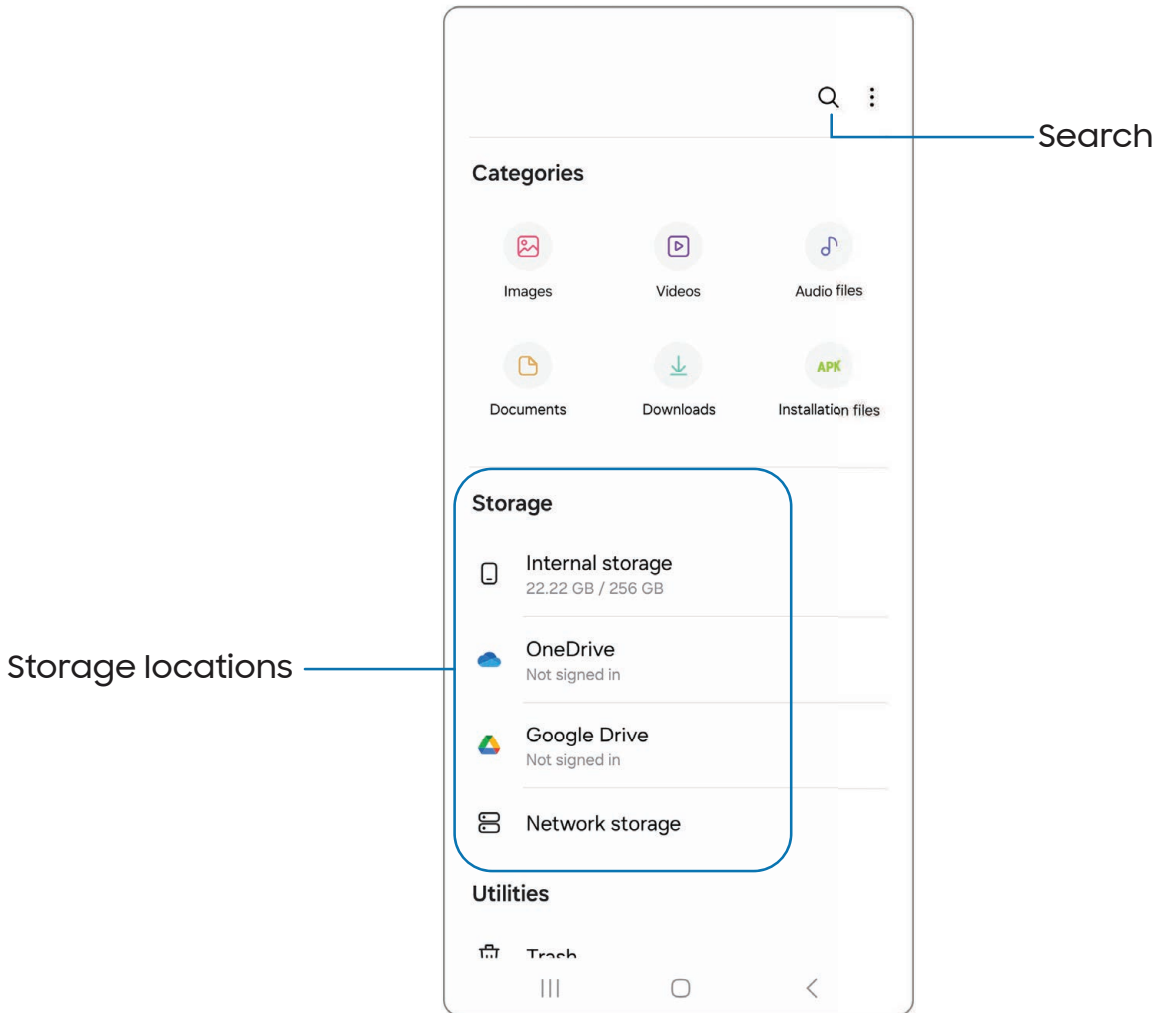 Search
Categories
Images Videos Audio files
APK
Documents Downloads Installation files
Storage
Internal storage
22.22 GB / 256 GB
Storage locations
OneDrive
Not signed in
Google Drive
Not signed in
Network storage
Utilities
Trash